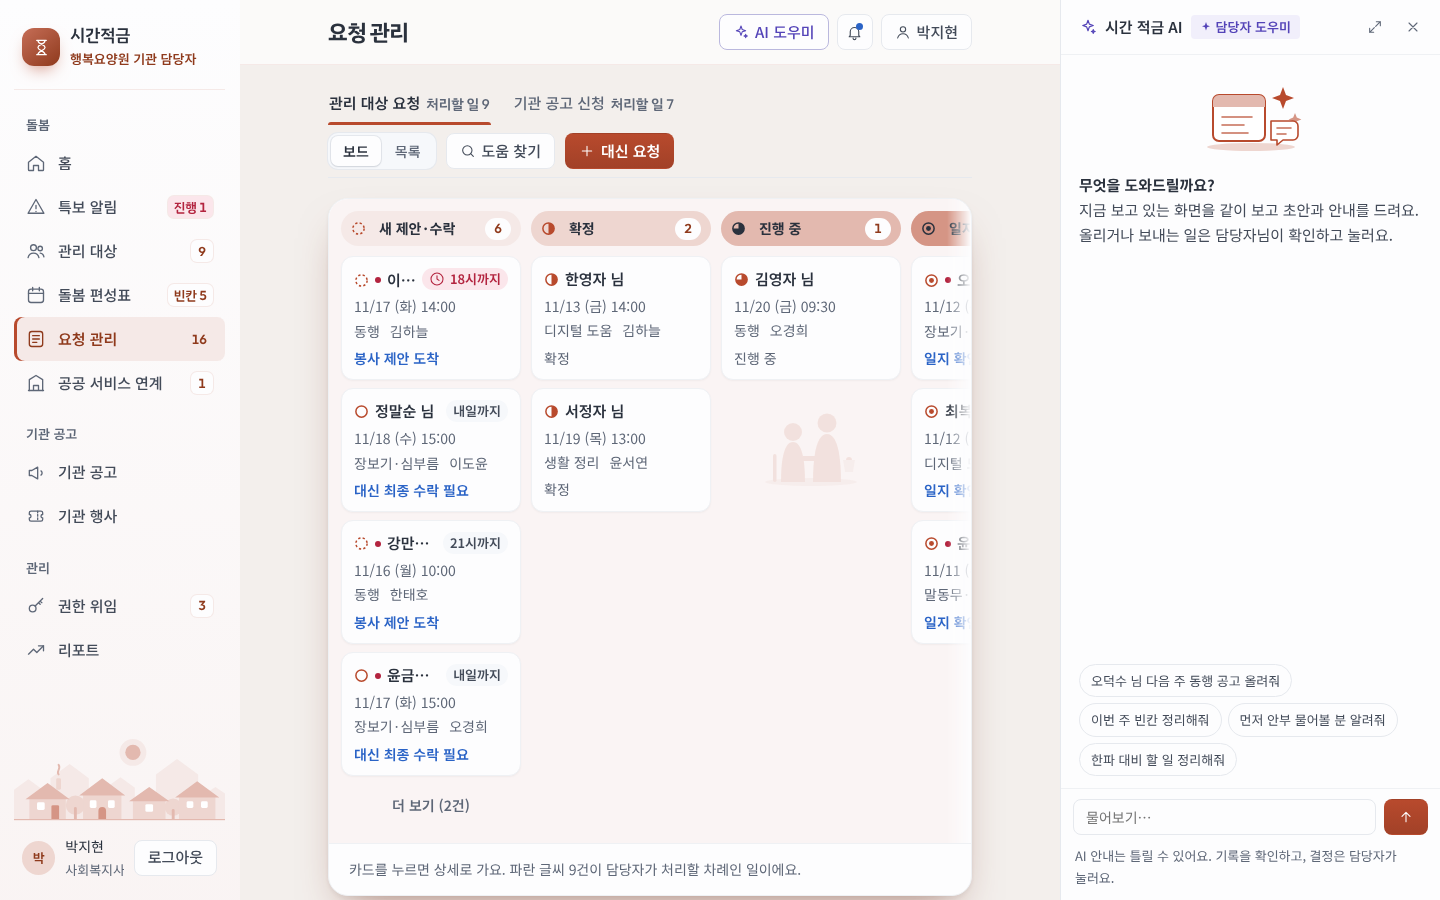 시간적금
행복요양원 기관 담당자
돌봄
홈
특보 알림 진행 1
관리 대상 9
돌봄 편성표 빈칸 5
요청 관리 16
공공 서비스 연계 1
기관 공고
기관 공고
기관 행사
관리
권한 위임 3
리포트
박
박지현
사회복지사
로그아웃
요청 관리
AI 도우미
박지현
관리 대상 요청 처리할 일 9
기관 공고 신청 처리할 일 7
보드
목록
도움 찾기
대신 요청
새 제안·수락 6
이… 18시까지
11/17 (화) 14:00
동행 김하늘
봉사 제안 도착
정말순 님 내일까지
11/18 (수) 15:00
장보기·심부름 이도윤
대신 최종 수락 필요
강만… 21시까지
11/16 (월) 10:00
동행 한태호
봉사 제안 도착
윤금… 내일까지
11/17 (화) 15:00
장보기·심부름 오경희
대신 최종 수락 필요
더 보기 (2건)
확정 2
한영자 님
11/13 (금) 14:00
디지털 도움 김하늘
확정
서정자 님
11/19 (목) 13:00
생활 정리 윤서연
확정
진행 중 1
김영자 님
11/20 (금) 09:30
동행 오경희
진행 중
일지
오
11/12 (
장보기·
일지 확
최복
11/12 (
디지털
일지 확
윤
11/11 (
말동무·
일지 확
카드를 누르면 상세로 가요. 파란 글씨 9건이 담당자가 처리할 차례인 일이에요.
시간 적금 AI
담당자 도우미
무엇을 도와드릴까요?
지금 보고 있는 화면을 같이 보고 초안과 안내를 드려요.
올리거나 보내는 일은 담당자님이 확인하고 눌러요.
오덕수 님 다음 주 동행 공고 올려줘
이번 주 빈칸 정리해줘
먼저 안부 물어볼 분 알려줘
한파 대비 할 일 정리해줘
물어보기…
AI 안내는 틀릴 수 있어요. 기록을 확인하고, 결정은 담당자가
눌러요.